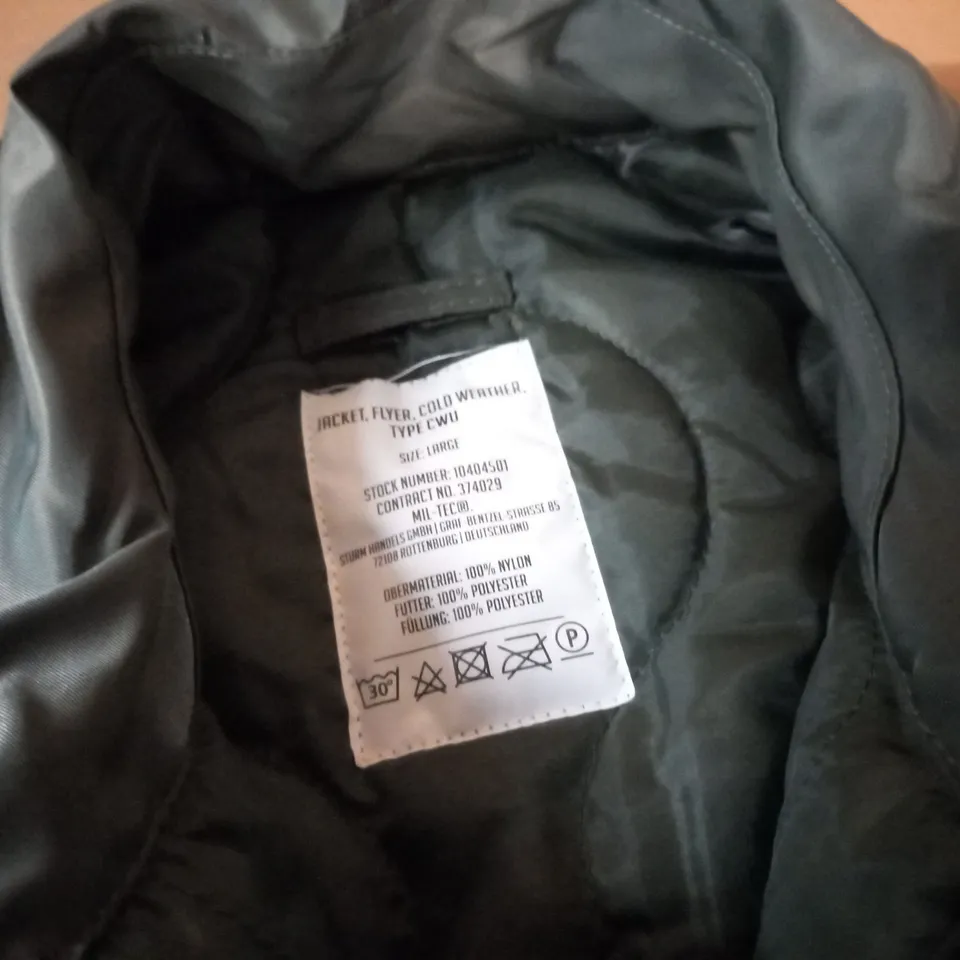 JACKET, FLYER, COLD WEATHER,
TYPE CWU
SIZE: LARGE
STOCK NUMBER: 10404501
CONTRACT NO. 374029
MIL-TEC®.
STURM HANDELS GMBH | GRAF-BENTZEL-STRASSE 85
72108 ROTTENBURG | DEUTSCHLAND
OBERMATERIAL: 100% NYLON
FUTTER: 100% POLYESTER
FÜLLUNG: 100% POLYESTER
30° P